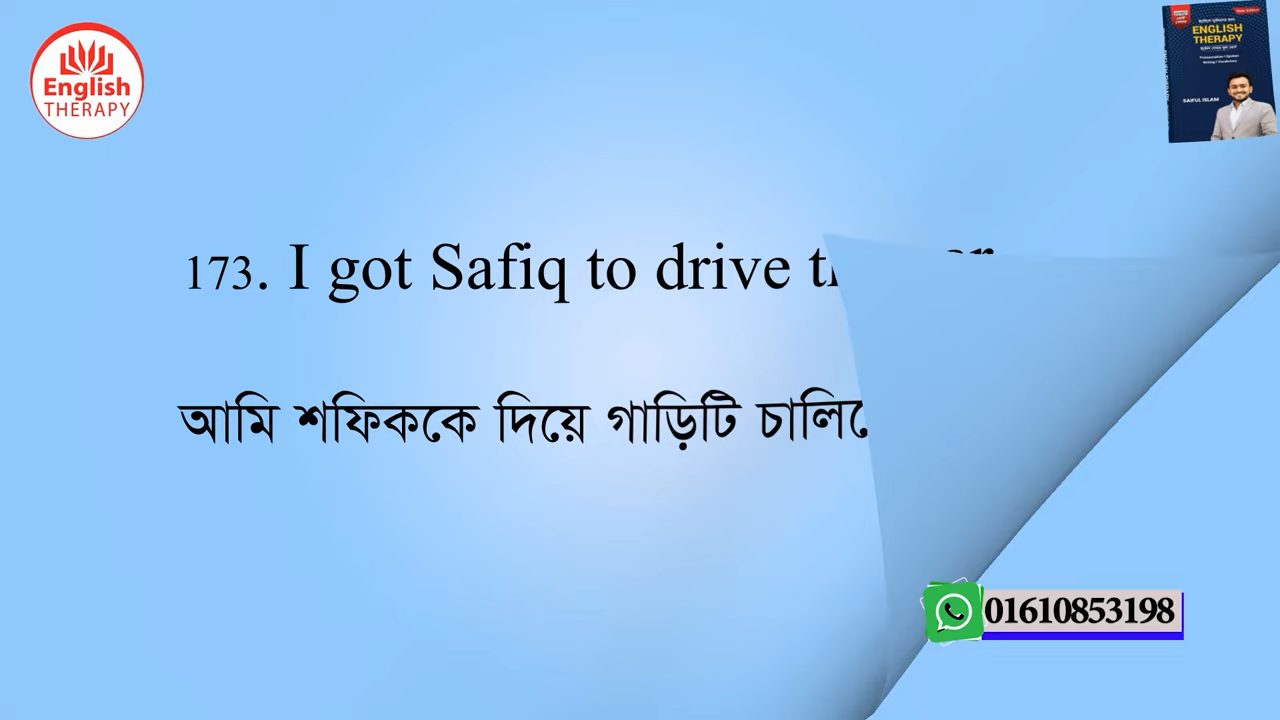 English
THERAPY
ENGLISH
THERAPY
SAIFUL ISLAM
173. I got Safiq to drive
আমি শফিককে দিয়ে গাড়িটি
01610853198